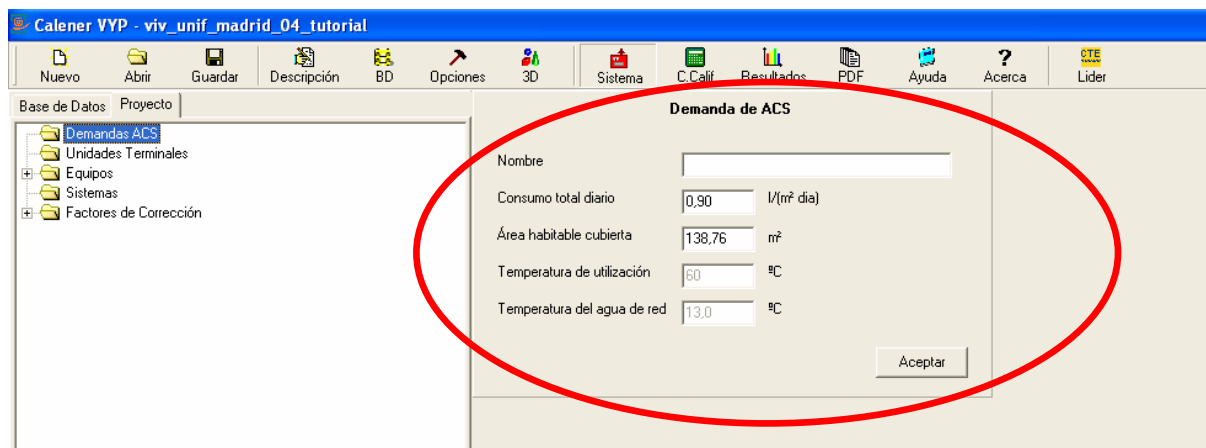 Calener VYP - viv_unif_madrid_04_tutorial
Nuevo Abrir Guardar Descripción BD Opciones 3D Sistema C.Calif Resultados PDF Ayuda Acerca CTE Lider
Base de Datos Proyecto
Demandas ACS
Unidades Terminales
Equipos
Sistemas
Factores de Corrección
Demanda de ACS
Nombre
Consumo total diario 0,90 l/(m² dia)
Área habitable cubierta 138,76 m²
Temperatura de utilización 60 ºC
Temperatura del agua de red 13,0 ºC
Aceptar